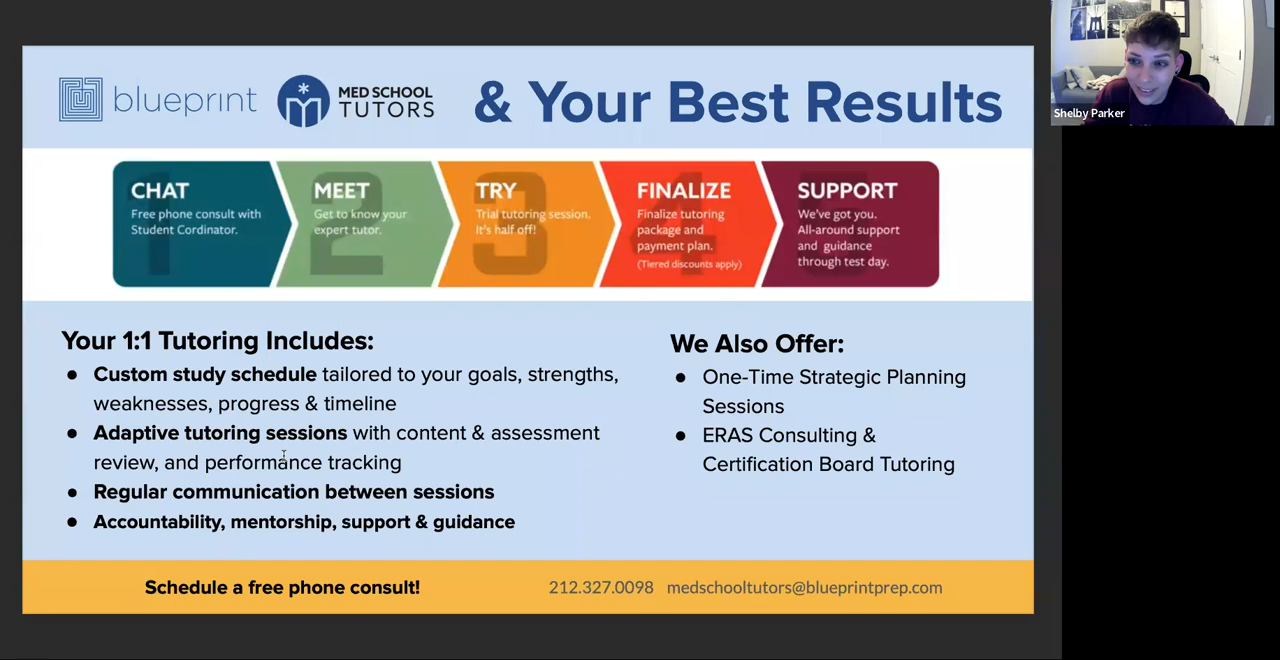 blueprint
MED SCHOOL
TUTORS
& Your Best Results
Shelby Parker
1
CHAT
Free phone consult with
Student Cordinator.
2
MEET
Get to know your
expert tutor.
3
TRY
Trial tutoring session.
It's half off!
4
FINALIZE
Finalize tutoring
package and
payment plan.
(Tiered discounts apply)
SUPPORT
We've got you.
All-around support
and guidance
through test day.
Your 1:1 Tutoring Includes:
● Custom study schedule tailored to your goals, strengths,
weaknesses, progress & timeline
● Adaptive tutoring sessions with content & assessment
review, and performance tracking
● Regular communication between sessions
● Accountability, mentorship, support & guidance
We Also Offer:
● One-Time Strategic Planning
Sessions
● ERAS Consulting &
Certification Board Tutoring
Schedule a free phone consult!
212.327.0098 medschooltutors@blueprintprep.com